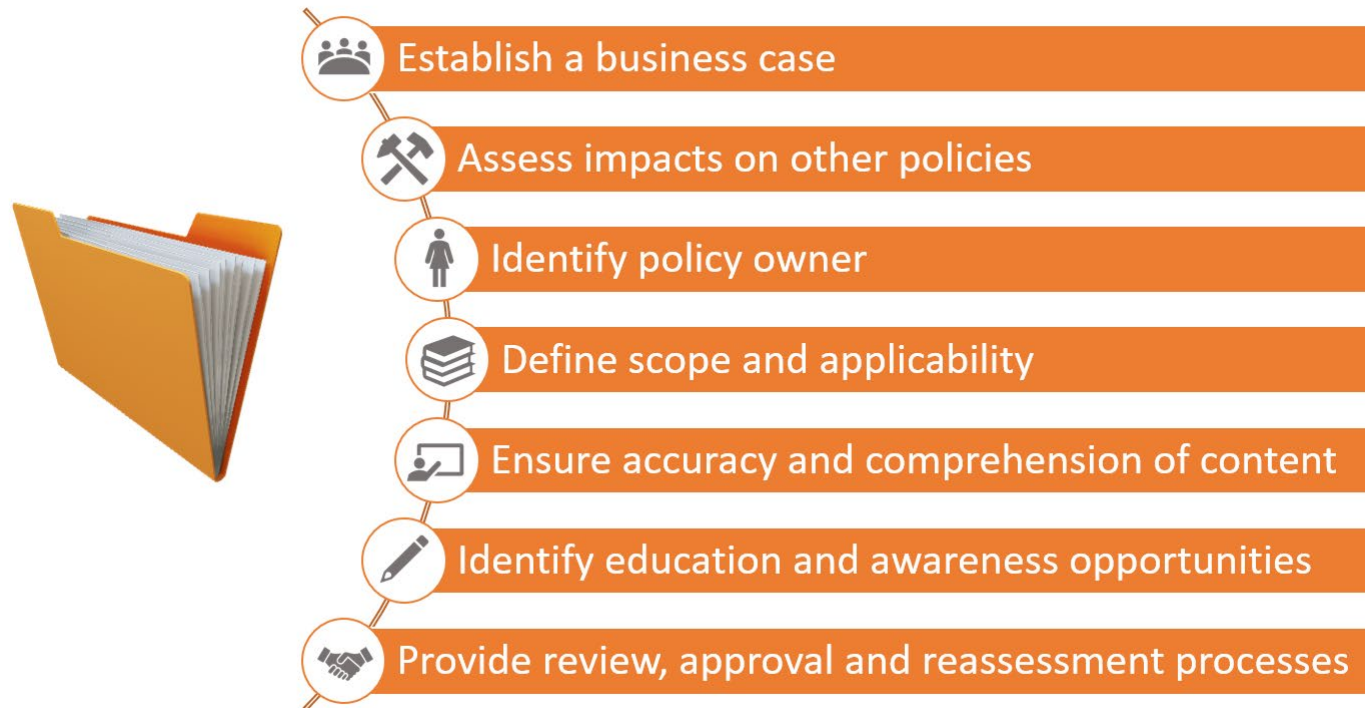 Establish a business case
Assess impacts on other policies
Identify policy owner
Define scope and applicability
Ensure accuracy and comprehension of content
Identify education and awareness opportunities
Provide review, approval and reassessment processes